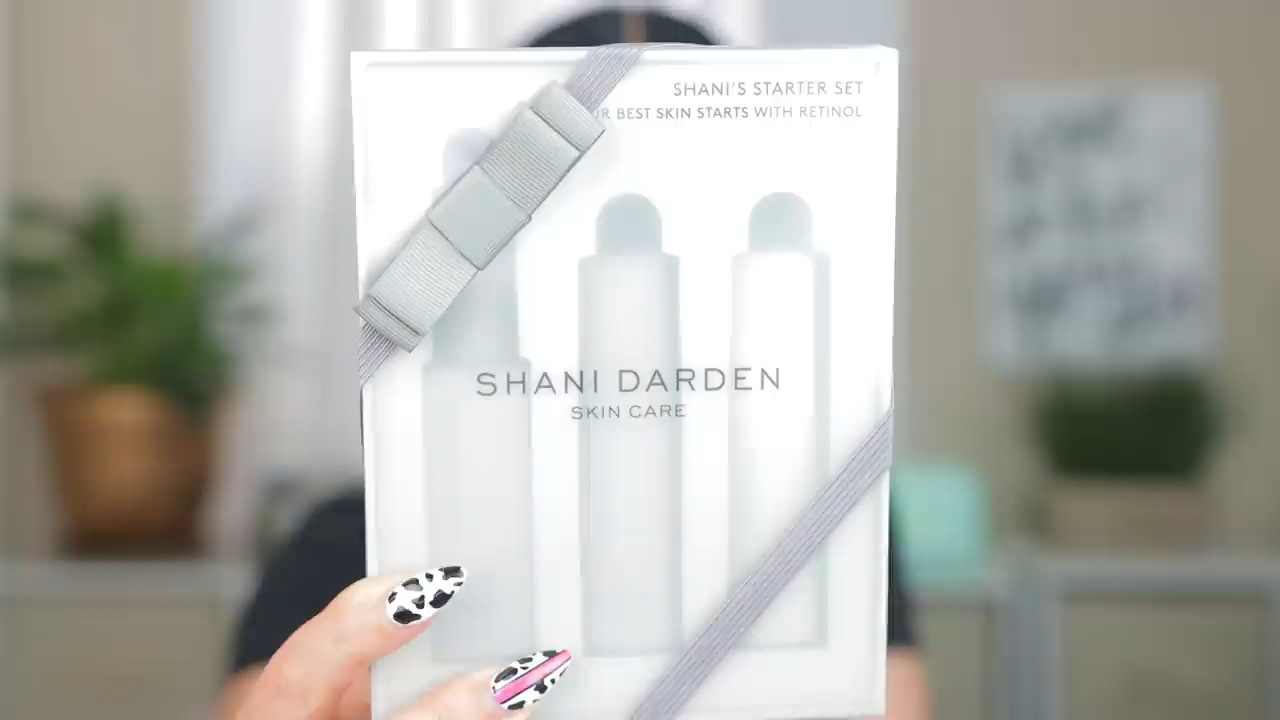 SHANI'S STARTER SET
R BEST SKIN STARTS WITH RETINOL
SHANI DARDEN
SKIN CARE